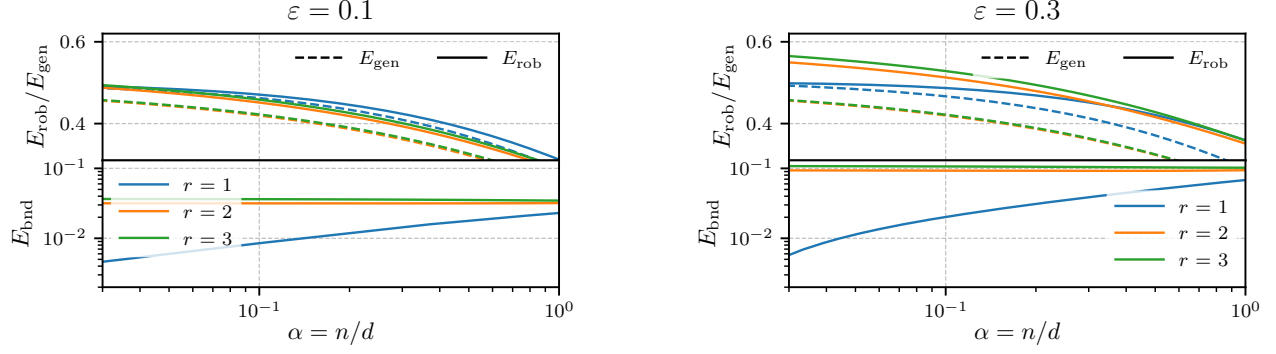 ε = 0.1
E_rob/E_gen
0.6
0.4
E_gen
E_rob
E_bnd
10^{-1}
10^{-2}
r = 1
r = 2
r = 3
10^{-1}
10^0
α = n/d
ε = 0.3
E_rob/E_gen
0.6
0.4
E_gen
E_rob
E_bnd
10^{-1}
10^{-2}
r = 1
r = 2
r = 3
10^{-1}
10^0
α = n/d